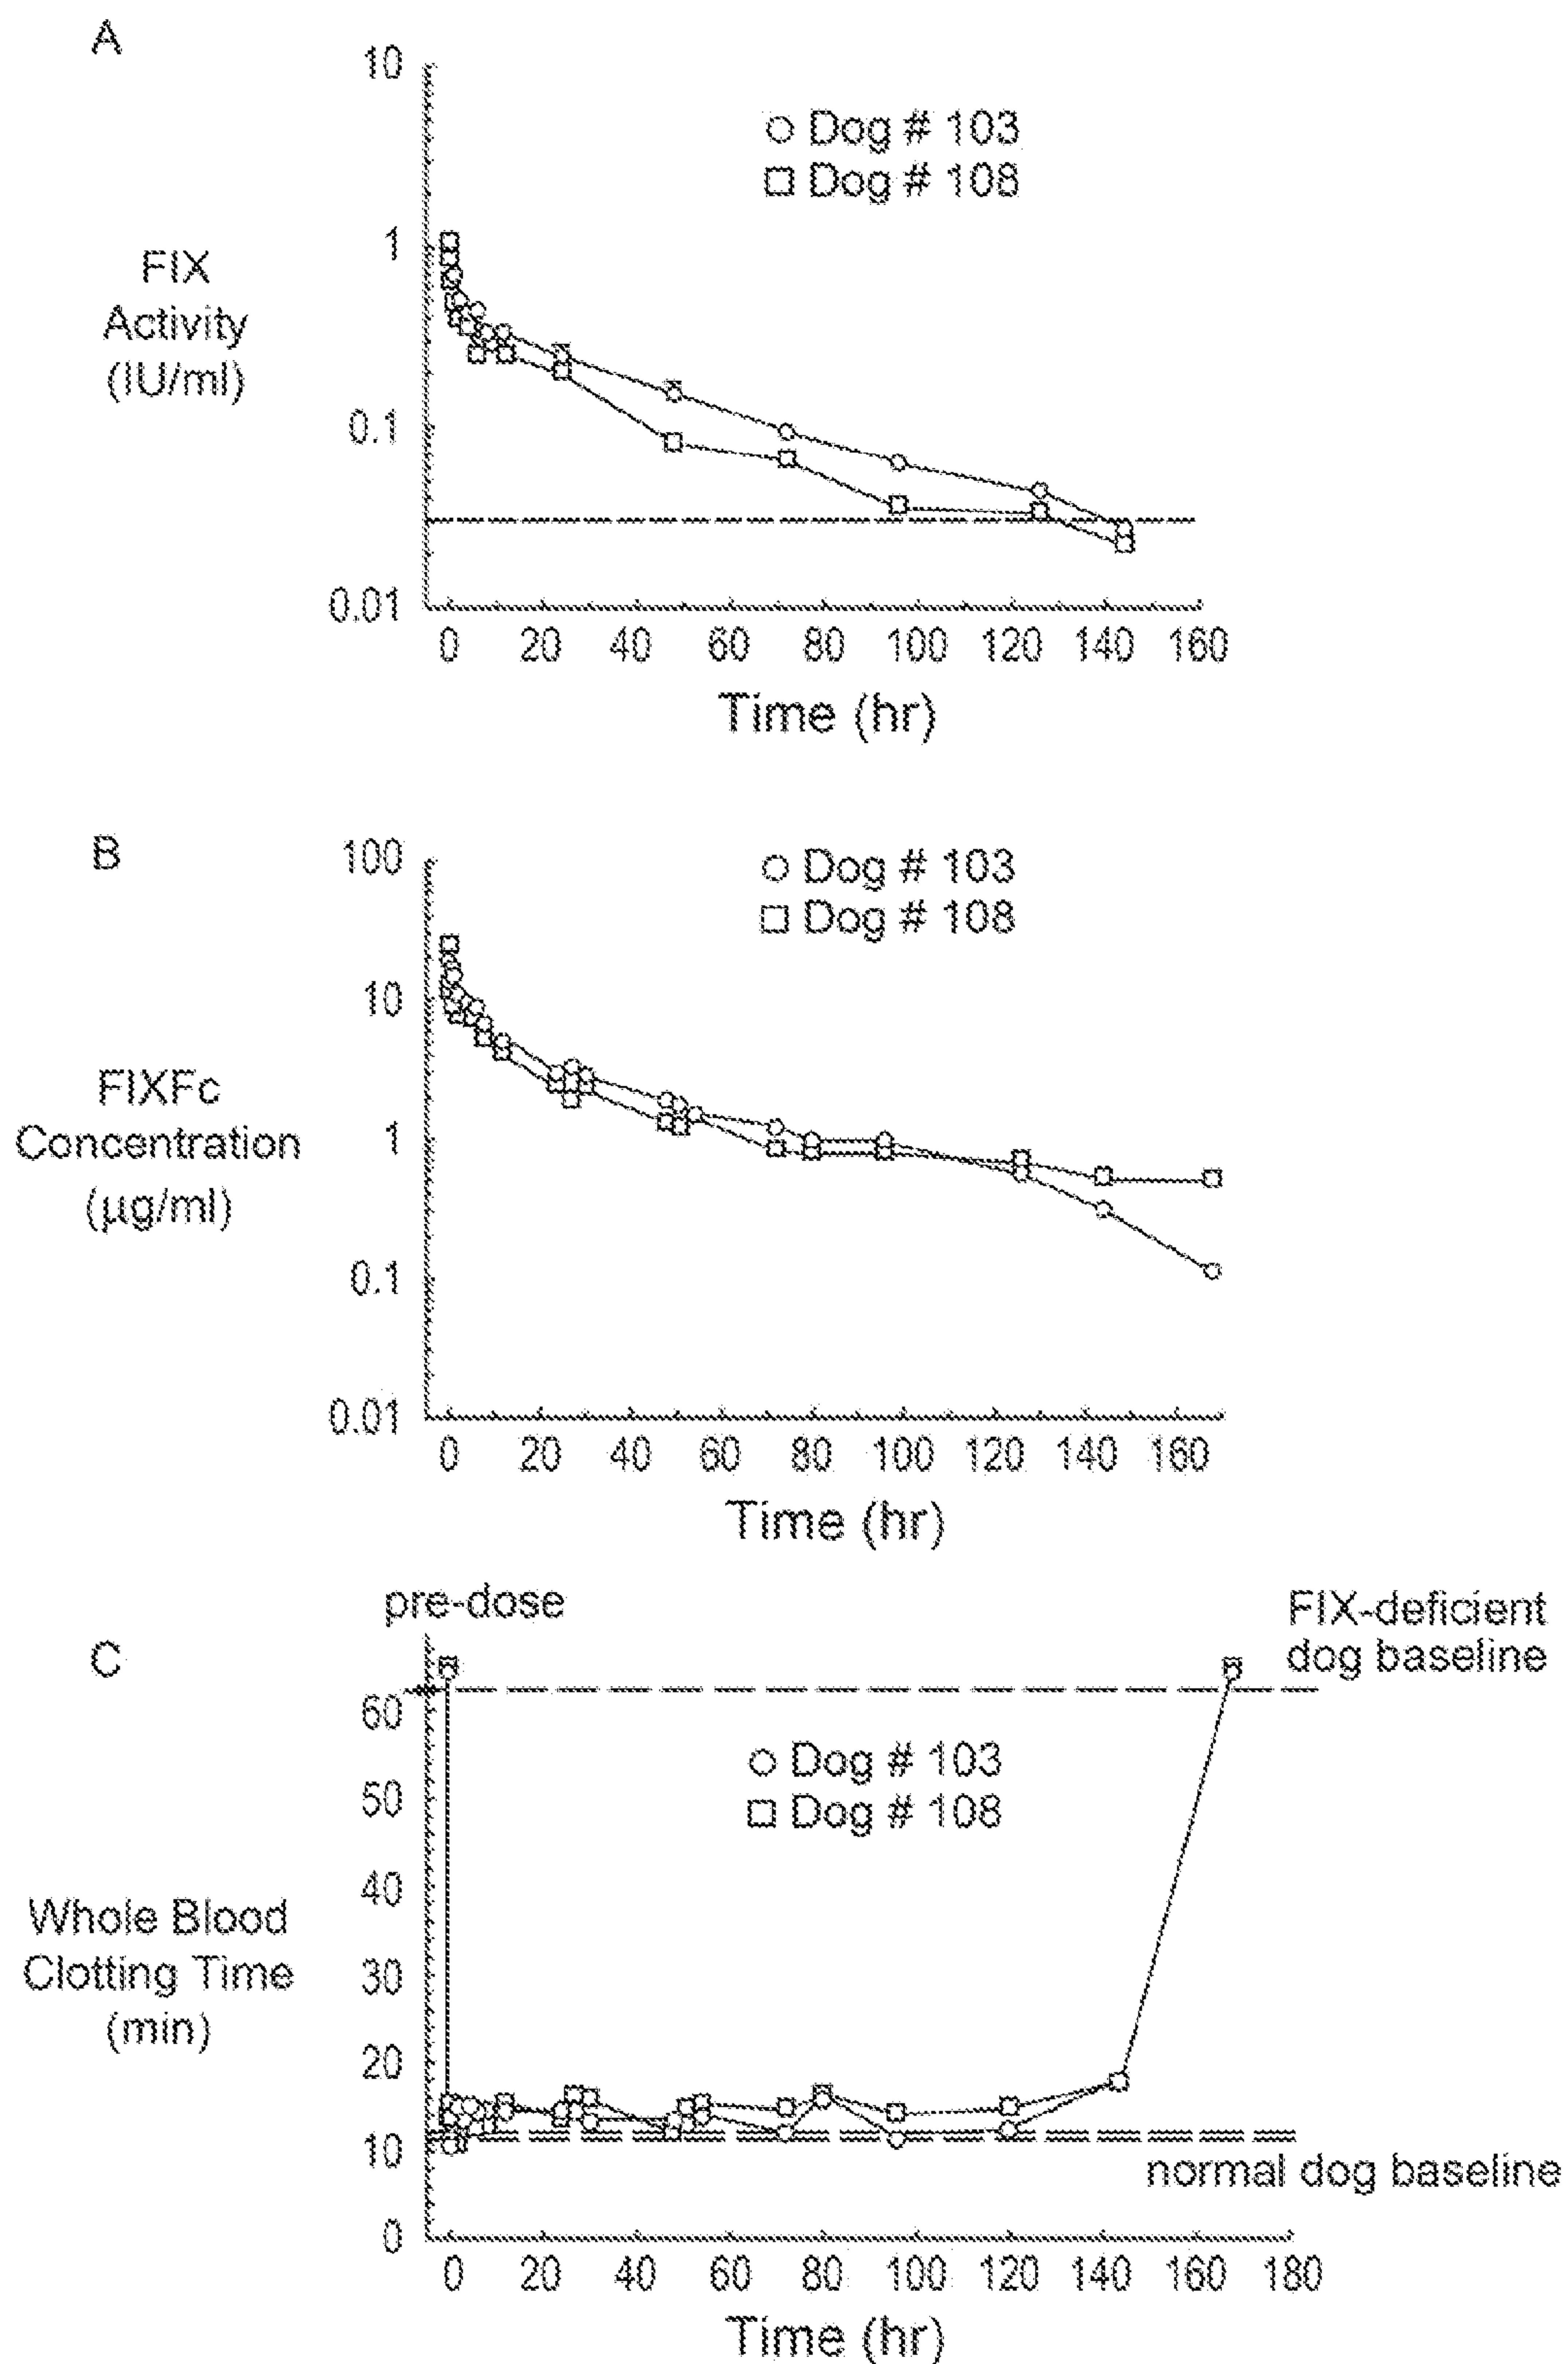 A
10
1
0.1
0.01
FIX
Activity
(IU/ml)
Dog # 103
Dog # 108
0 20 40 60 80 100 120 140 160
Time (hr)
B
100
10
1
0.1
0.01
FIXFc
Concentration
(µg/ml)
Dog # 103
Dog # 108
0 20 40 60 80 100 120 140 160
Time (hr)
pre-dose
FIX-deficient
dog baseline
C
60
50
40
30
20
10
0
Whole Blood
Clotting Time
(min)
Dog # 103
Dog # 108
normal dog baseline
0 20 40 60 80 100 120 140 160 180
Time (hr)